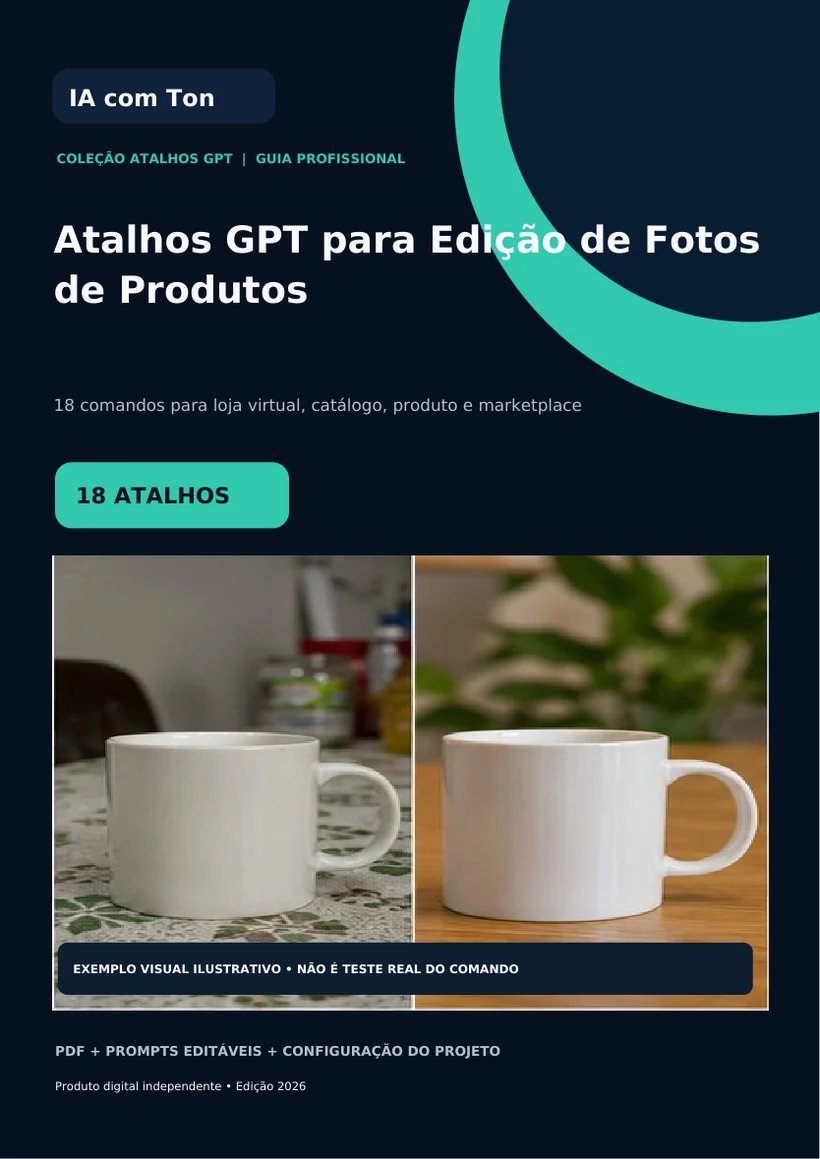 IA com Ton
COLEÇÃO ATALHOS GPT | GUIA PROFISSIONAL
Atalhos GPT para Edição de Fotos
de Produtos
18 comandos para loja virtual, catálogo, produto e marketplace
18 ATALHOS
EXEMPLO VISUAL ILUSTRATIVO • NÃO É TESTE REAL DO COMANDO
PDF + PROMPTS EDITÁVEIS + CONFIGURAÇÃO DO PROJETO
Produto digital independente • Edição 2026